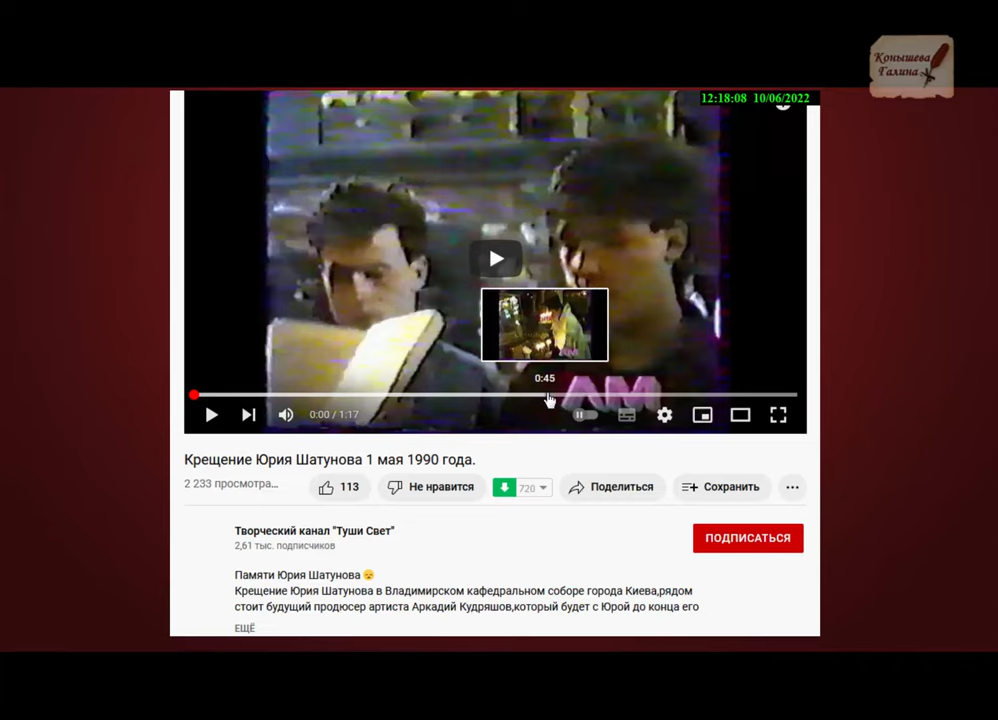 Конышева
Галина
12:18:08 10/06/2022
0:45
АМ
0:00 / 1:17
Крещение Юрия Шатунова 1 мая 1990 года.
2 233 просмотра...
113
Не нравится
720
Поделиться
Сохранить
Творческий канал "Туши Свет"
2,61 тыс. подписчиков
ПОДПИСАТЬСЯ
Памяти Юрия Шатунова 😞
Крещение Юрия Шатунова в Владимирском кафедральном соборе города Киева,рядом
стоит будущий продюсер артиста Аркадий Кудряшов,который будет с Юрой до конца его
ЕЩЁ